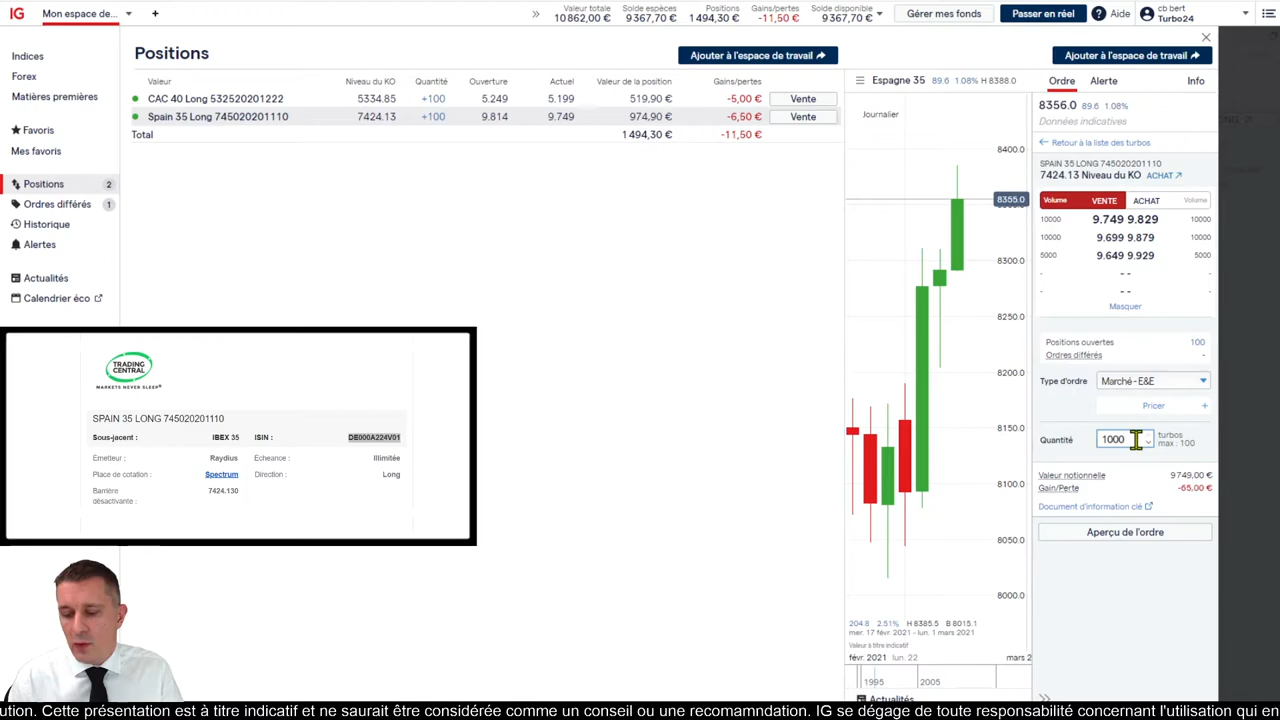 IG Mon espace de... +
Valeur totale 10 862,00 € Solde espèces 9 367,70 € Positions 1 494,30 € Gains/pertes -11,50 € Solde disponible 9 367,70 €
Gérer mes fonds Passer en réel ? Aide cb bert Turbo24
Indices
Forex
Matières premières
Favoris
Mes favoris
Positions 2
Ordres différés 1
Historique
Alertes
Actualités
Calendrier éco
Positions Ajouter à l'espace de travail
Valeur Niveau du KO Quantité Ouverture Actuel Valeur de la position Gains/pertes
CAC 40 Long 532520201222 5334.85 +100 5.249 5.199 519,90 € -5,00 € Vente
Spain 35 Long 745020201110 7424.13 +100 9.814 9.749 974,90 € -6,50 € Vente
Total 1 494,30 € -11,50 €
TRADING
CENTRAL
MARKETS NEVER SLEEP®
SPAIN 35 LONG 745020201110
Sous-jacent : IBEX 35 ISIN : DE000A224V01
Émetteur : Raydius Echeance : Illimitée
Place de cotation : Spectrum Direction : Long
Barrière 7424.130
désactivante :
Espagne 35 89.6 1.08% H 8388.0
Journalier
8400.0
8355.0
8300.0
8250.0
8200.0
8150.0
8100.0
8050.0
8000.0
204.8 2.51% H 8385.5 B 8015.1
mer. 17 févr. 2021 - lun. 1 mars 2021
Valeur à titre indicatif
févr. 2021 lun. 22 mars 2
1995 2005
Actualités
Ajouter à l'espace de travail
Ordre Alerte Info
8356.0 89.6 1.08%
Données indicatives
Retour à la liste des turbos
SPAIN 35 LONG 745020201110
7424.13 Niveau du KO ACHAT
Volume VENTE ACHAT Volume
10000 9.749 9.829 10000
10000 9.699 9.879 10000
5000 9.649 9.929 5000
- - - -
- - - -
Masquer
Positions ouvertes 100
Ordres différés -
Type d'ordre Marché - E&E
Pricer +
Quantité 1000 turbos
max : 100
Valeur notionnelle 9 749,00 €
Gain/Perte -65,00 €
Document d'information clé
Aperçu de l'ordre
ution. Cette présentation est à titre indicatif et ne saurait être considérée comme un conseil ou une recomamndation. IG se dégage de toute responsabilité concernant l'utilisation qui en